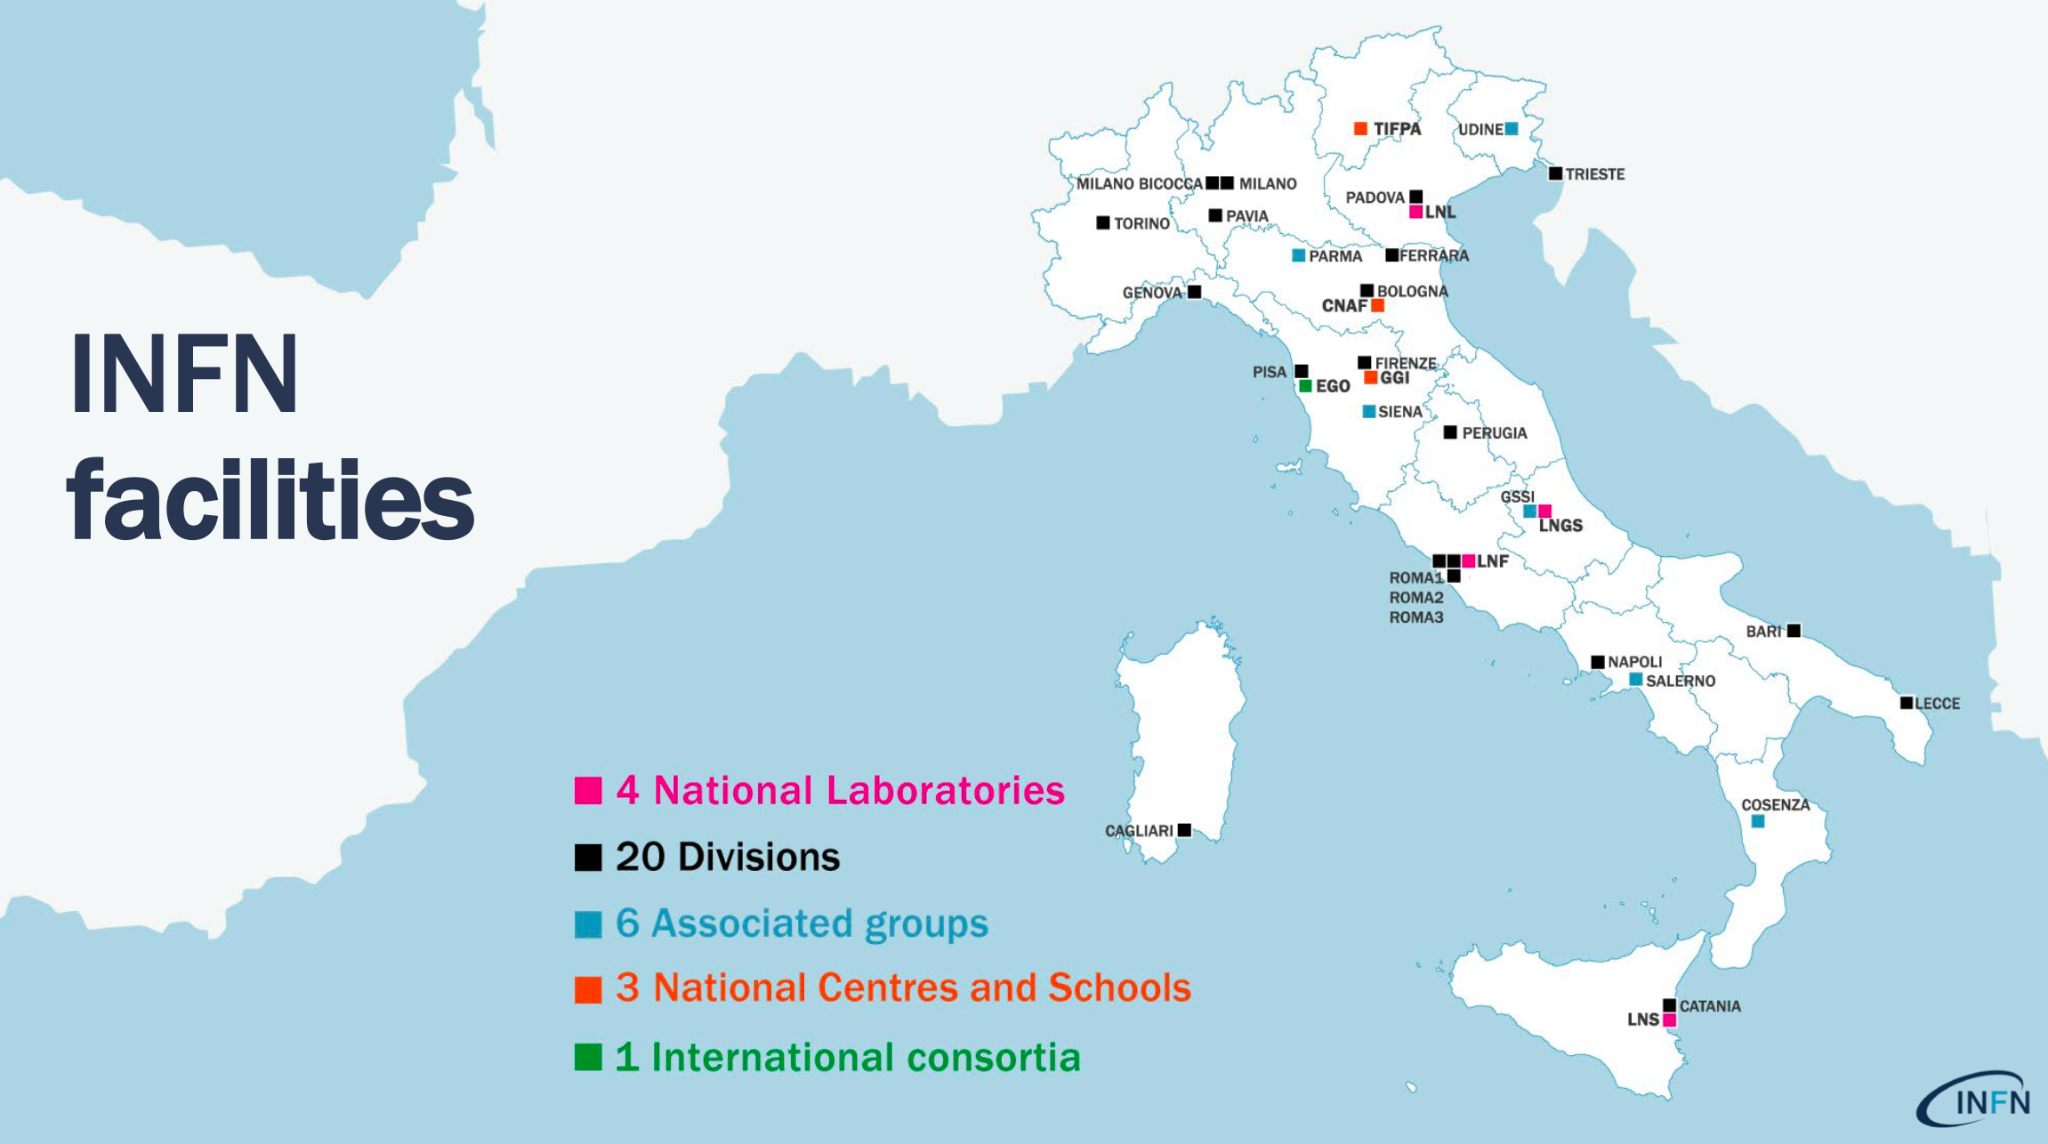 INFN
facilities
TIFPA
UDINE
TRIESTE
MILANO BICOCCA
MILANO
PADOVA
LNL
TORINO
PAVIA
PARMA
FERRARA
GENOVA
BOLOGNA
CNAF
FIRENZE
PISA
GGI
EGO
SIENA
PERUGIA
GSSI
LNGS
LNF
ROMA1
ROMA2
ROMA3
BARI
NAPOLI
SALERNO
LECCE
4 National Laboratories
COSENZA
CAGLIARI
20 Divisions
6 Associated groups
3 National Centres and Schools
CATANIA
LNS
1 International consortia
INFN